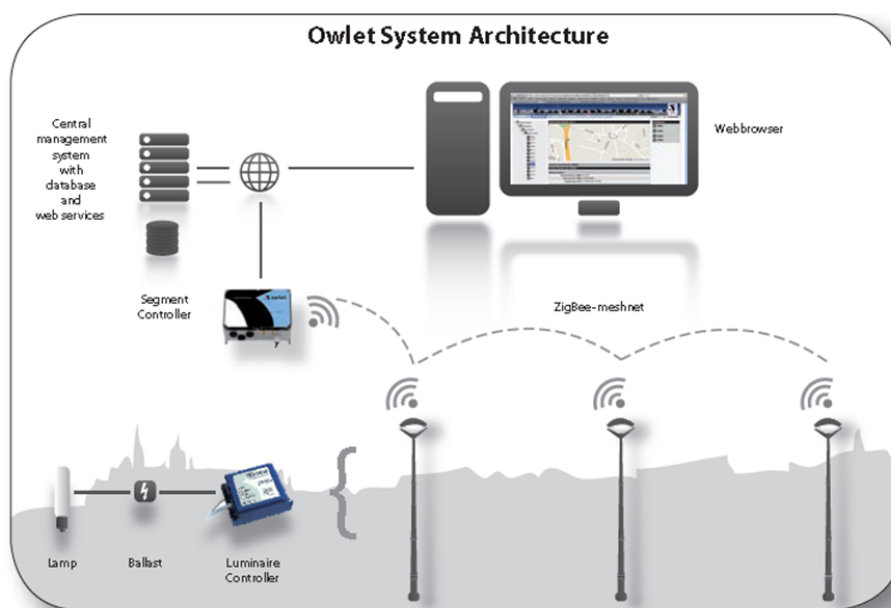 Owlet System Architecture
Central
management
system
with
database
and
web services
Webbrowser
Segment
Controller
ZigBee-meshnet
Lamp
Ballast
Luminaire
Controller